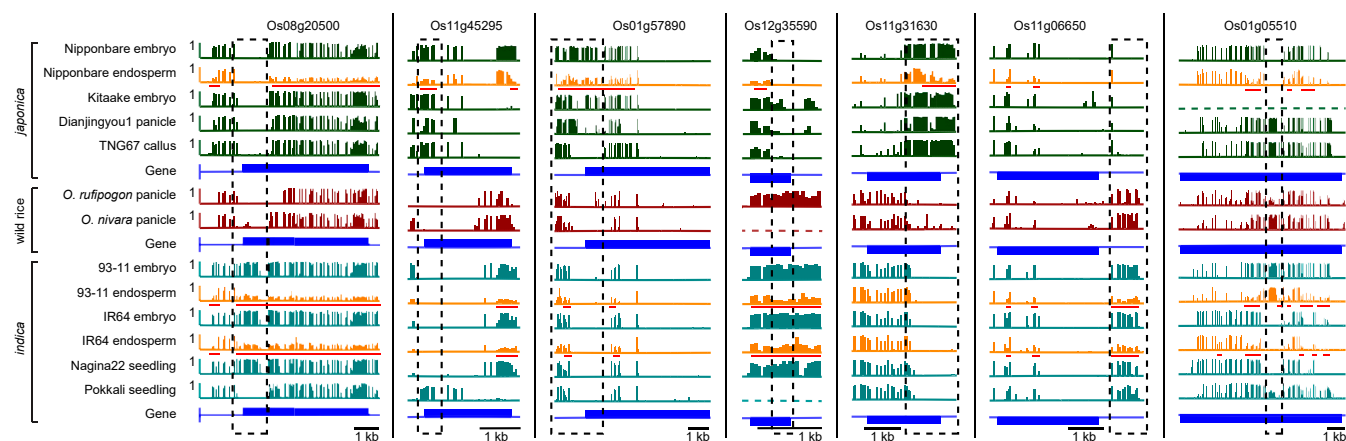 Os08g20500 Os11g45295 Os01g57890 Os12g35590 Os11g31630 Os11g06650 Os01g05510
japonica
Nipponbare embryo 1
Nipponbare endosperm 1
Kitaake embryo 1
Dianjingyou1 panicle 1
TNG67 callus 1
Gene
wild rice
O. rufipogon panicle 1
O. nivara panicle 1
Gene
indica
93-11 embryo 1
93-11 endosperm 1
IR64 embryo 1
IR64 endosperm 1
Nagina22 seedling 1
Pokkali seedling 1
Gene
1 kb 1 kb 1 kb 1 kb 1 kb 1 kb 1 kb